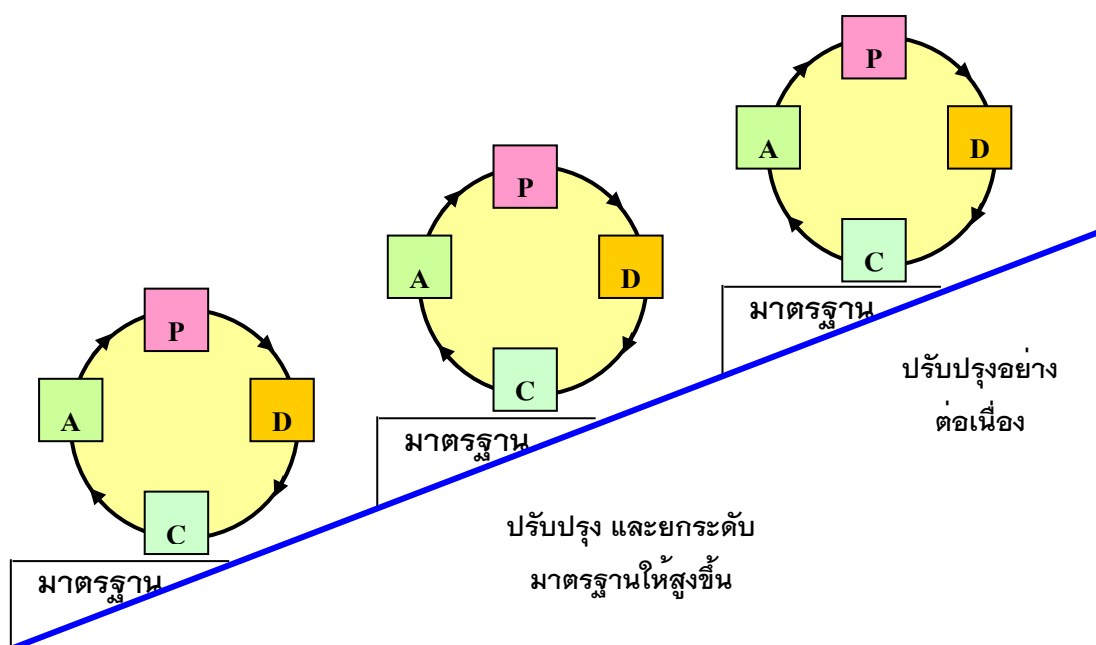 P
A
D
C
มาตรฐาน
P
A
D
C
มาตรฐาน
P
A
D
C
มาตรฐาน
ปรับปรุง และยกระดับ
มาตรฐานให้สูงขึ้น
ปรับปรุงอย่าง
ต่อเนื่อง